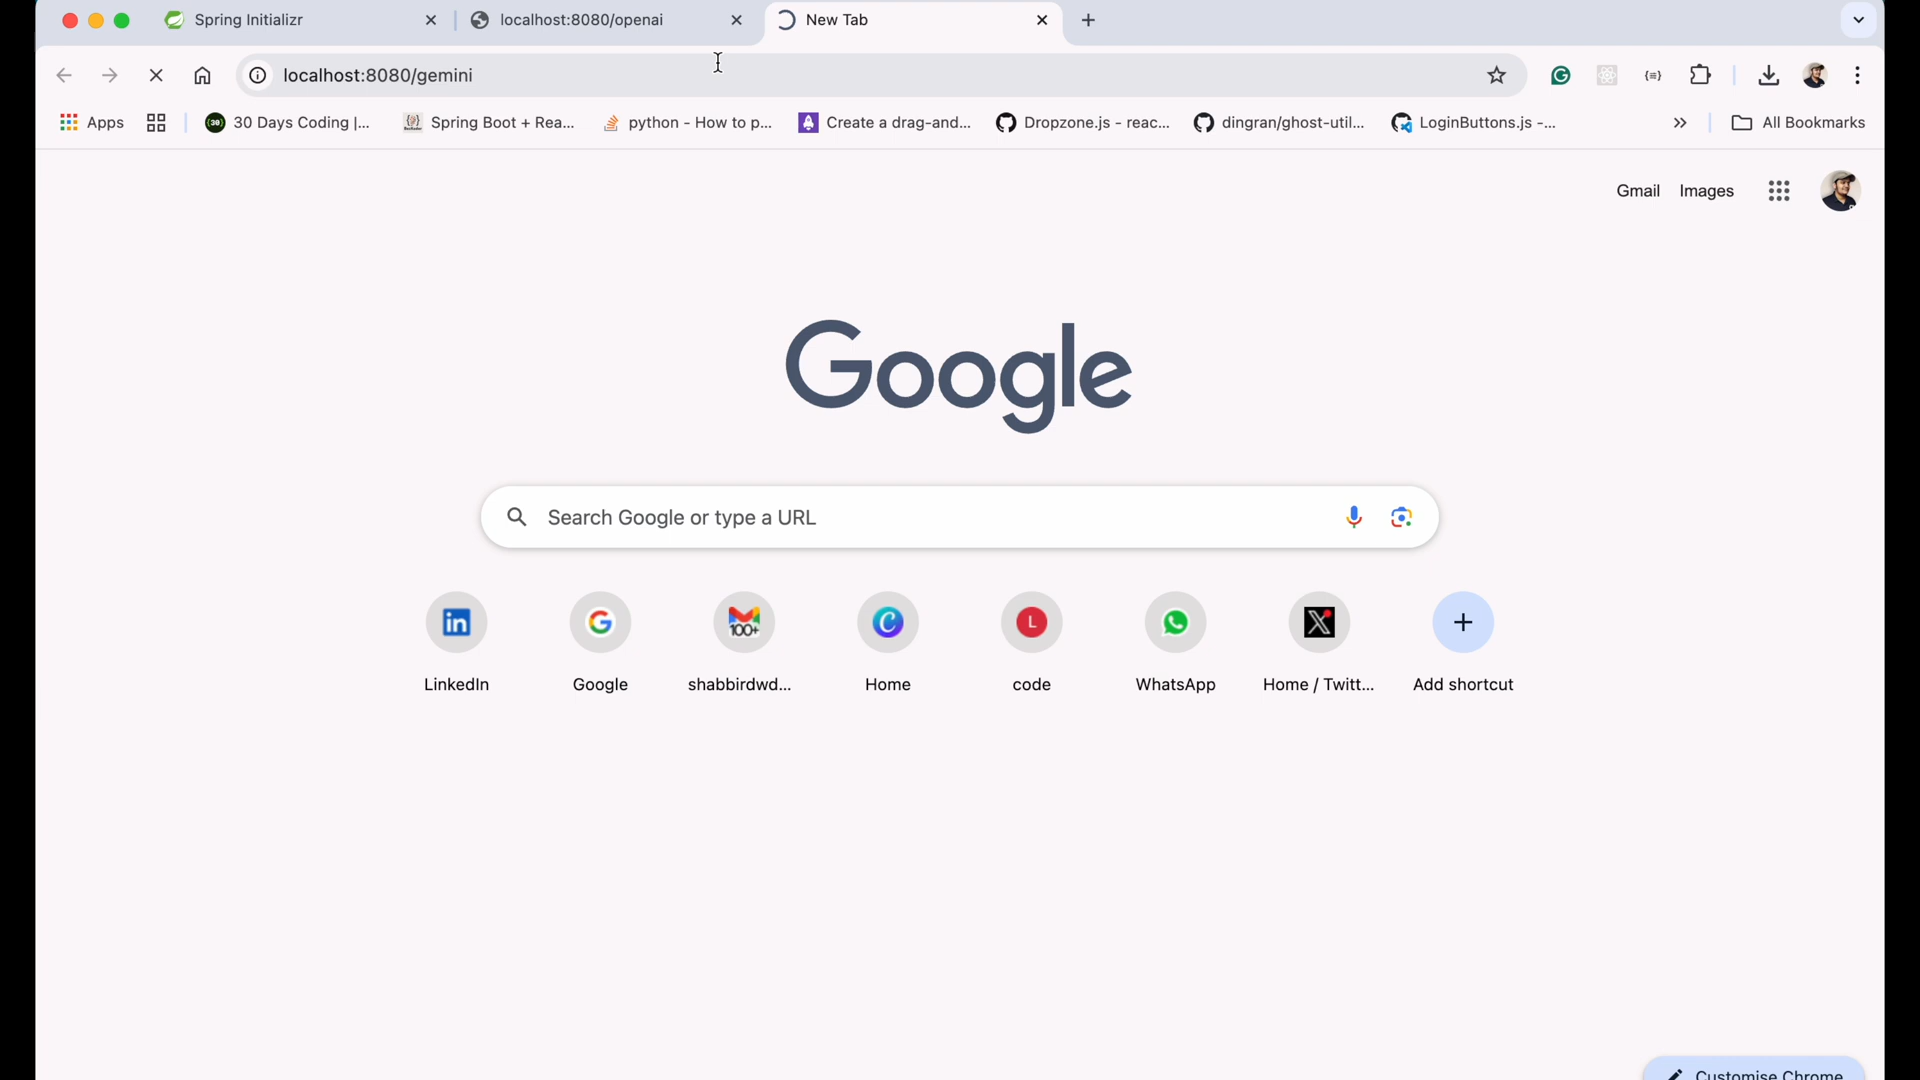 Spring Initializr
localhost:8080/openai
New Tab
localhost:8080/gemini
Apps
30 Days Coding |...
Spring Boot + Rea...
python - How to p...
Create a drag-and...
Dropzone.js - reac...
dingran/ghost-util...
LoginButtons.js -...
All Bookmarks
Gmail
Images
Google
Search Google or type a URL
L
100+
LinkedIn
Google
shabbirdwd...
Home
code
WhatsApp
Home / Twitt...
Add shortcut
Customise Chrome